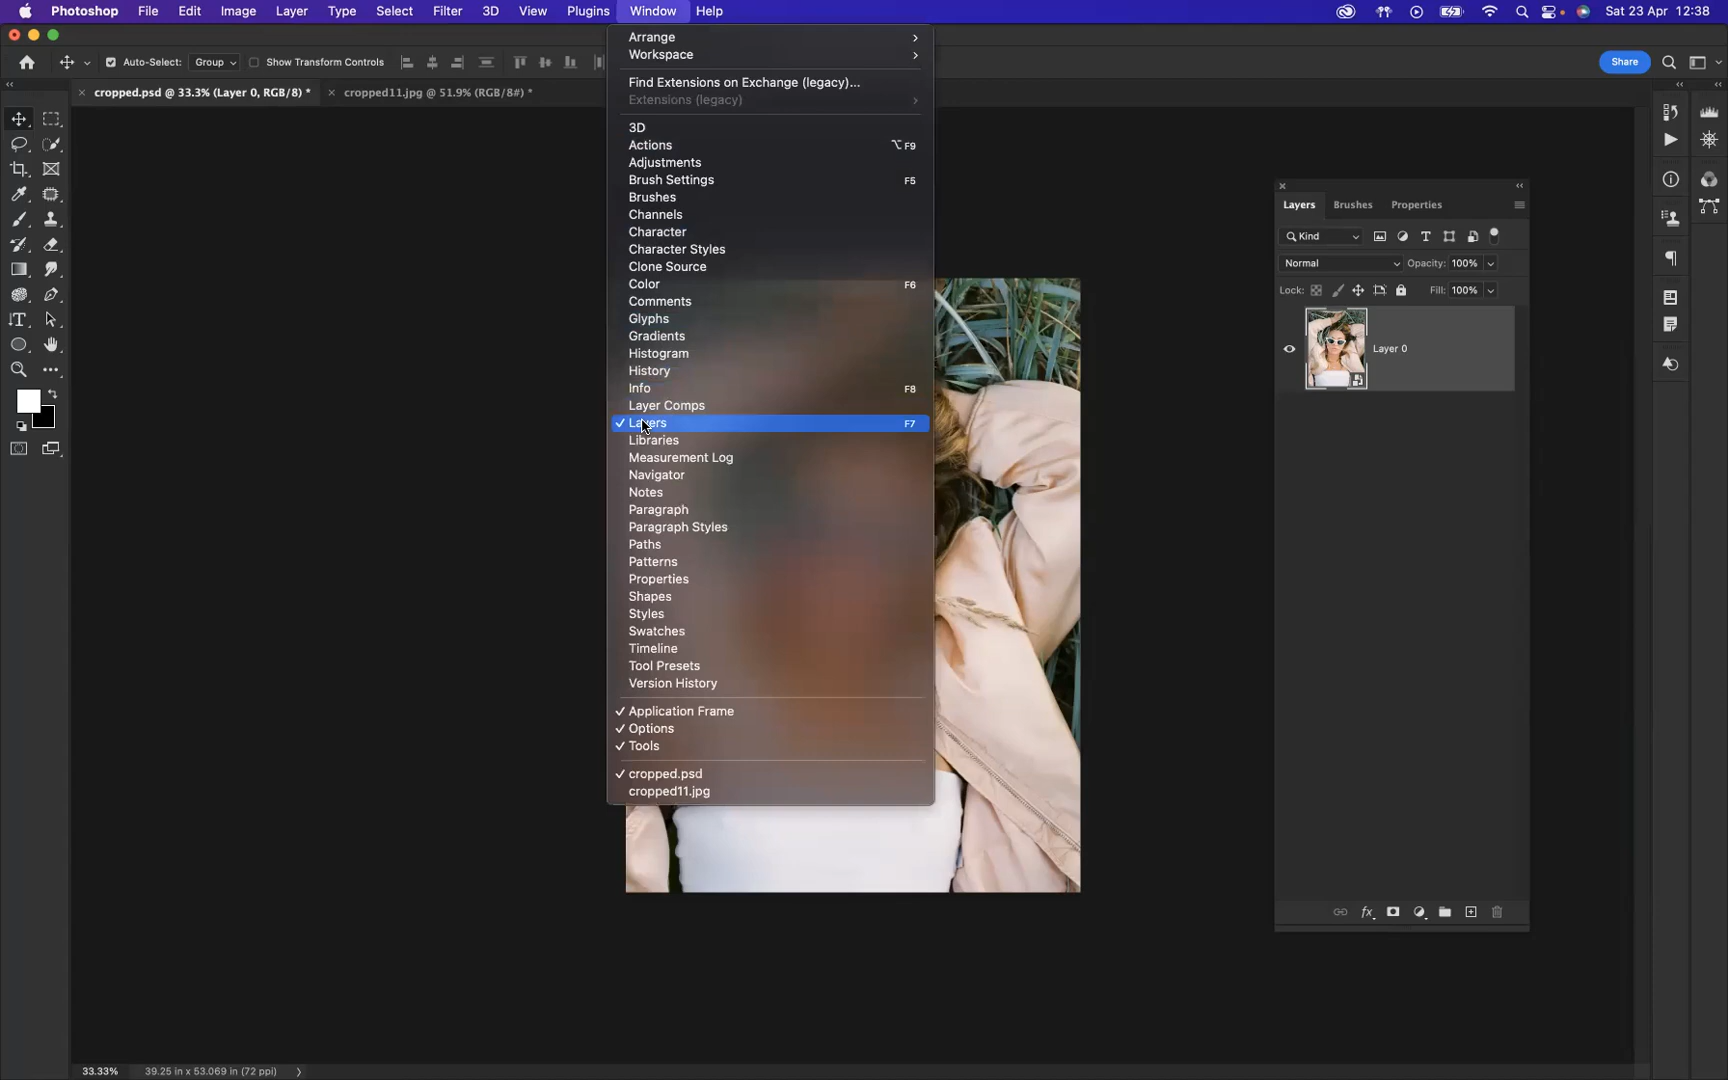 Photoshop File Edit Image Layer Type Select Filter 3D View Plugins Window Help Sat 23 Apr 12:38
Auto-Select: Group Show Transform Controls Share
cropped.psd @ 33.3% (Layer 0, RGB/8) * cropped11.jpg @ 51.9% (RGB/8#) *
Arrange
Workspace
Find Extensions on Exchange (legacy)...
Extensions (legacy)
3D
Actions ⌥F9
Adjustments
Brush Settings F5
Brushes
Channels
Character
Character Styles
Clone Source
Color F6
Comments
Glyphs
Gradients
Histogram
History
Info F8
Layer Comps
Layers F7
Libraries
Measurement Log
Navigator
Notes
Paragraph
Paragraph Styles
Paths
Patterns
Properties
Shapes
Styles
Swatches
Timeline
Tool Presets
Version History
Application Frame
Options
Tools
cropped.psd
cropped11.jpg
Layers Brushes Properties
Kind
Normal Opacity: 100%
Lock: Fill: 100%
Layer 0
33.33% 39.25 in x 53.069 in (72 ppi)